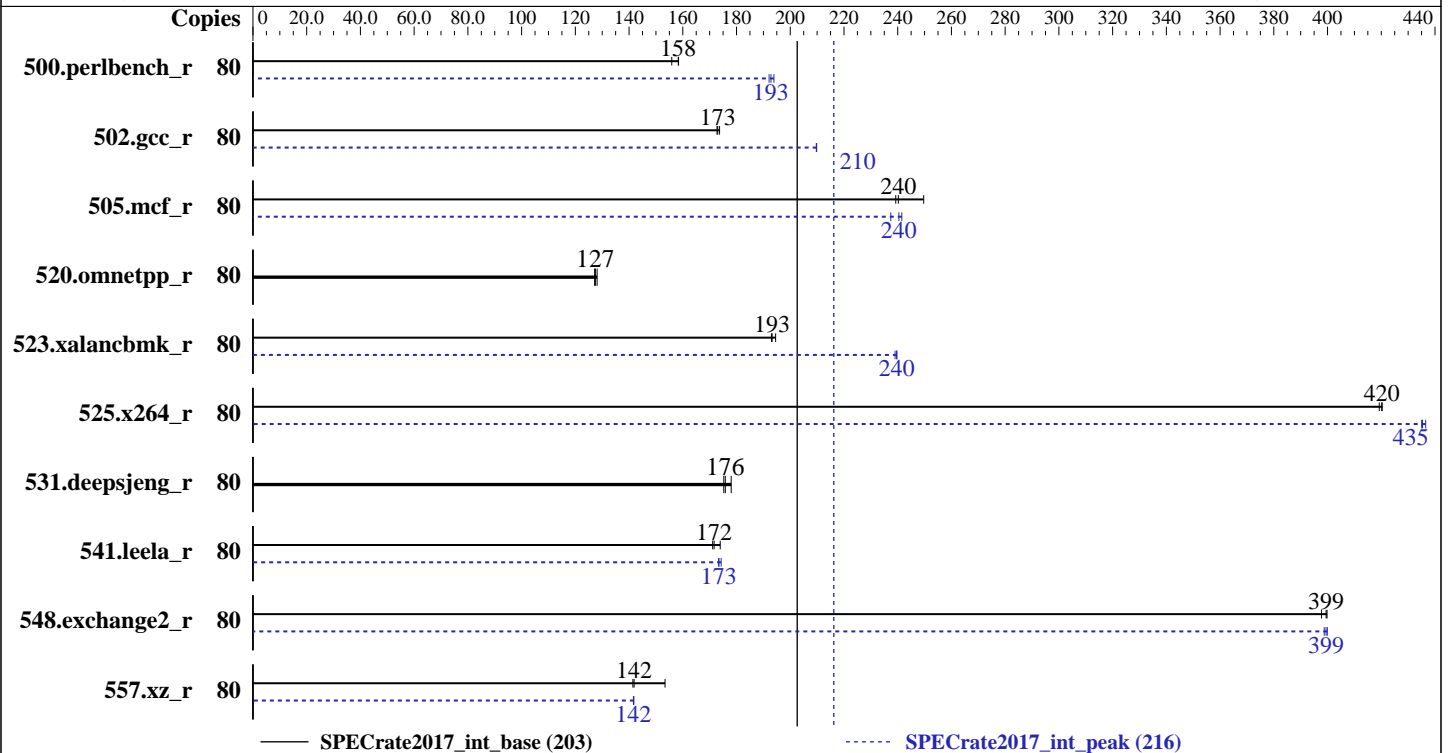 Copies 0 20.0 40.0 60.0 80.0 100 120 140 160 180 200 220 240 260 280 300 320 340 360 380 400 440
158
500.perlbench_r 80
193
173
502.gcc_r 80
210
240
505.mcf_r 80
240
127
520.omnetpp_r 80
193
523.xalancbmk_r 80
240
420
525.x264_r 80
435
176
531.deepsjeng_r 80
172
541.leela_r 80
173
399
548.exchange2_r 80
399
142
557.xz_r 80
142
SPECrate2017_int_base (203) SPECrate2017_int_peak (216)